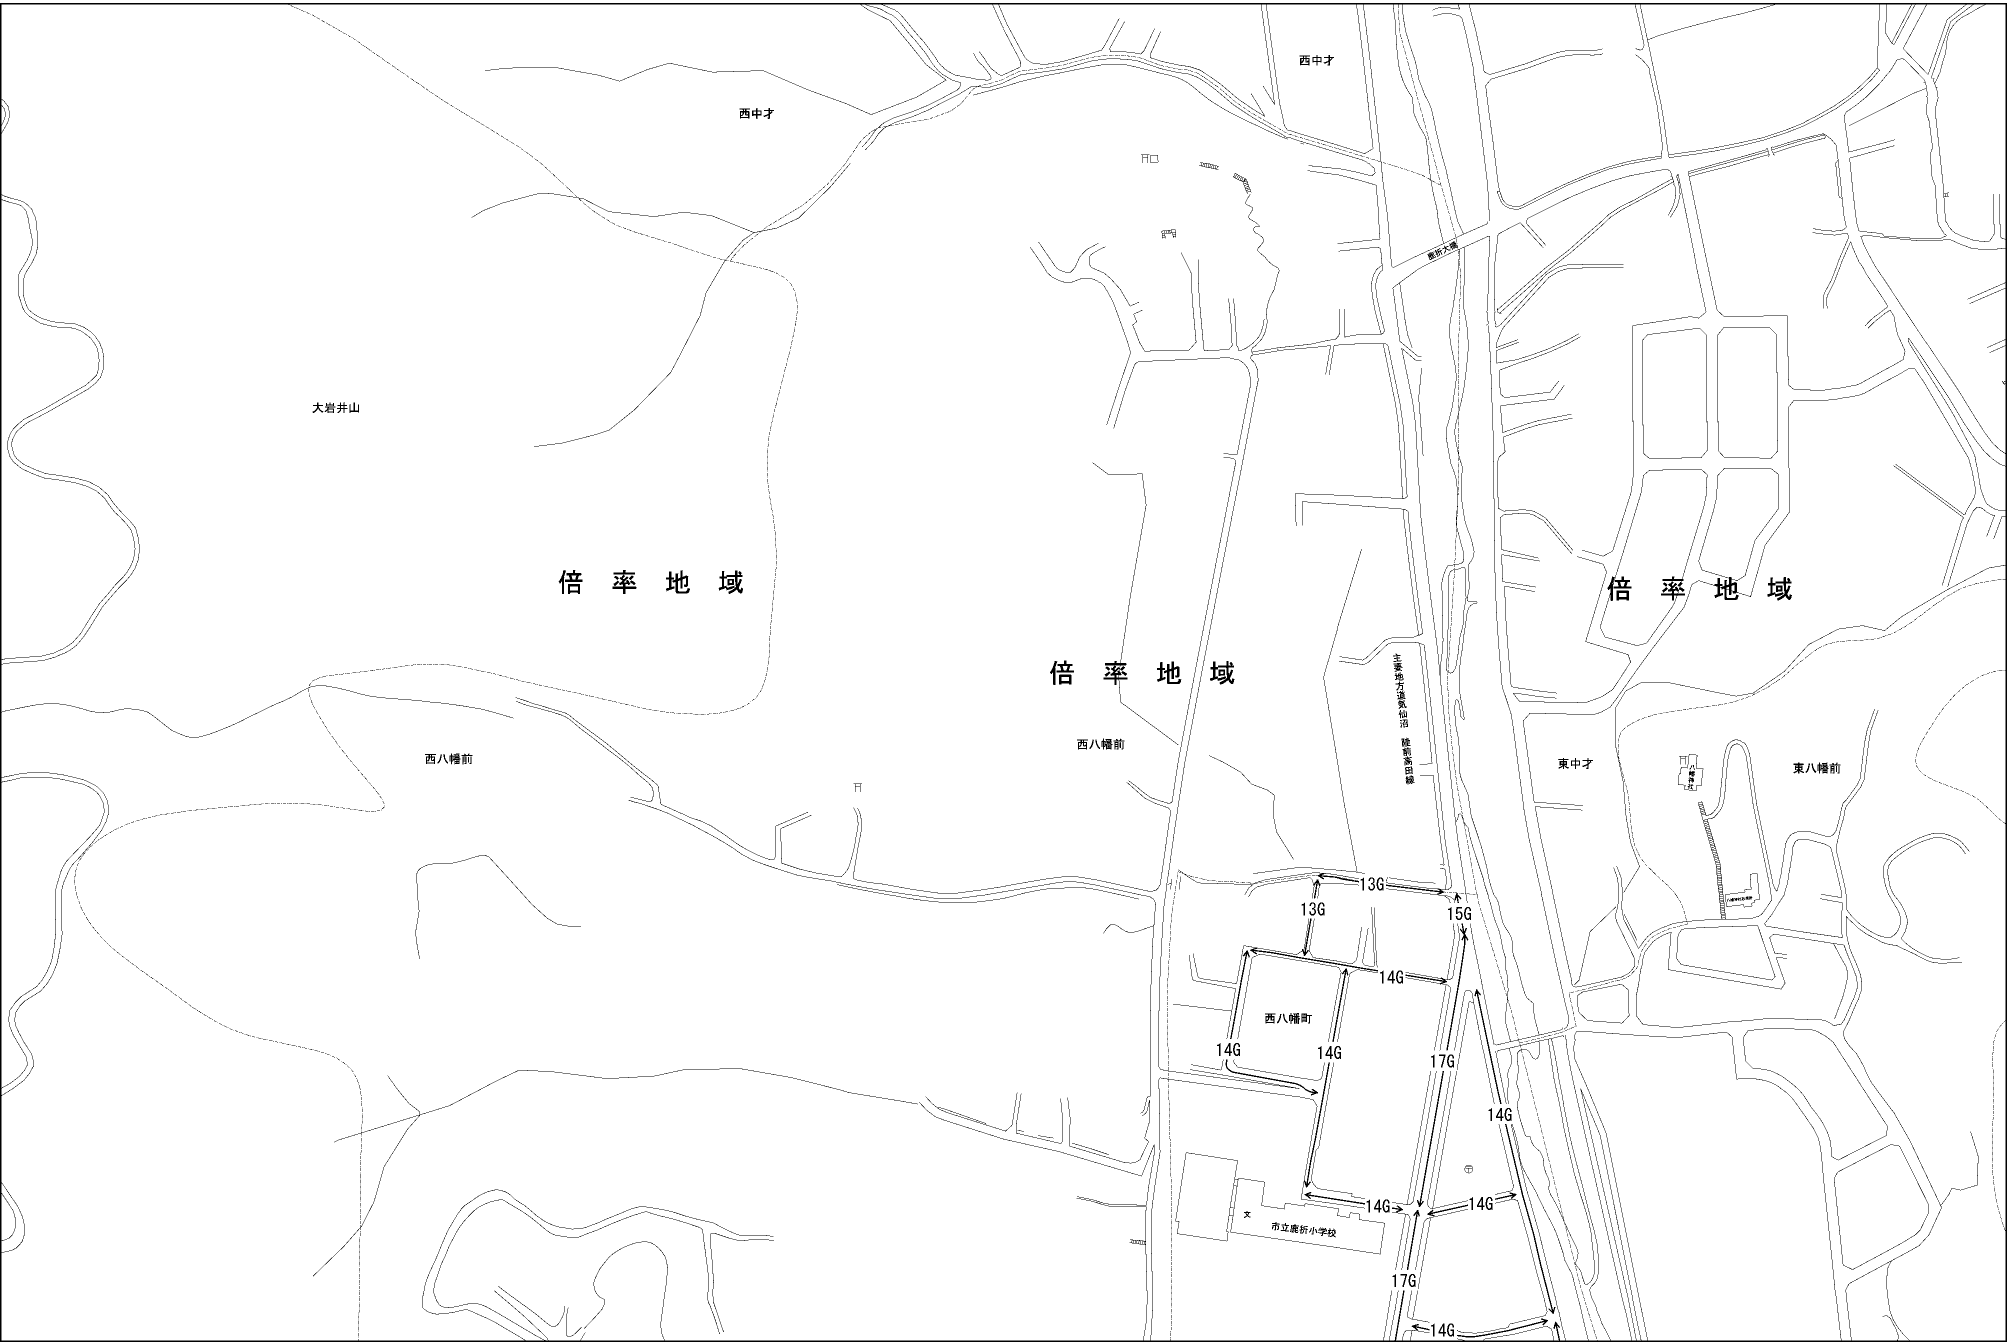 西中才
西中才
鹿折大橋
大岩井山
倍率地域
倍率地域
倍率地域
主要地方道気仙沼 陸前高田線
西八幡前
西八幡前
東中才
八幡神社
東八幡前
13G
13G
15G
14G
西八幡町
14G
14G
17G
14G
14G
14G
文
市立鹿折小学校
17G
14G